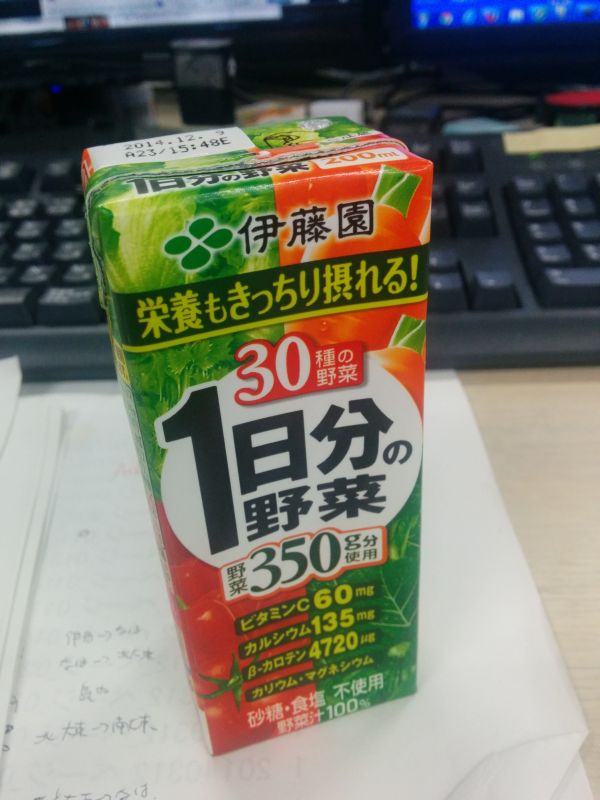 2014.12.9
A23/15:48E
1日分の野菜 200ml
伊藤園
栄養もきっちり摂れる!
30種の野菜
1日分の野菜
野菜350g分使用
ビタミンC 60mg
カルシウム 135mg
β-カロテン 4720μg
カリウム・マグネシウム
砂糖・食塩 不使用
野菜汁100%